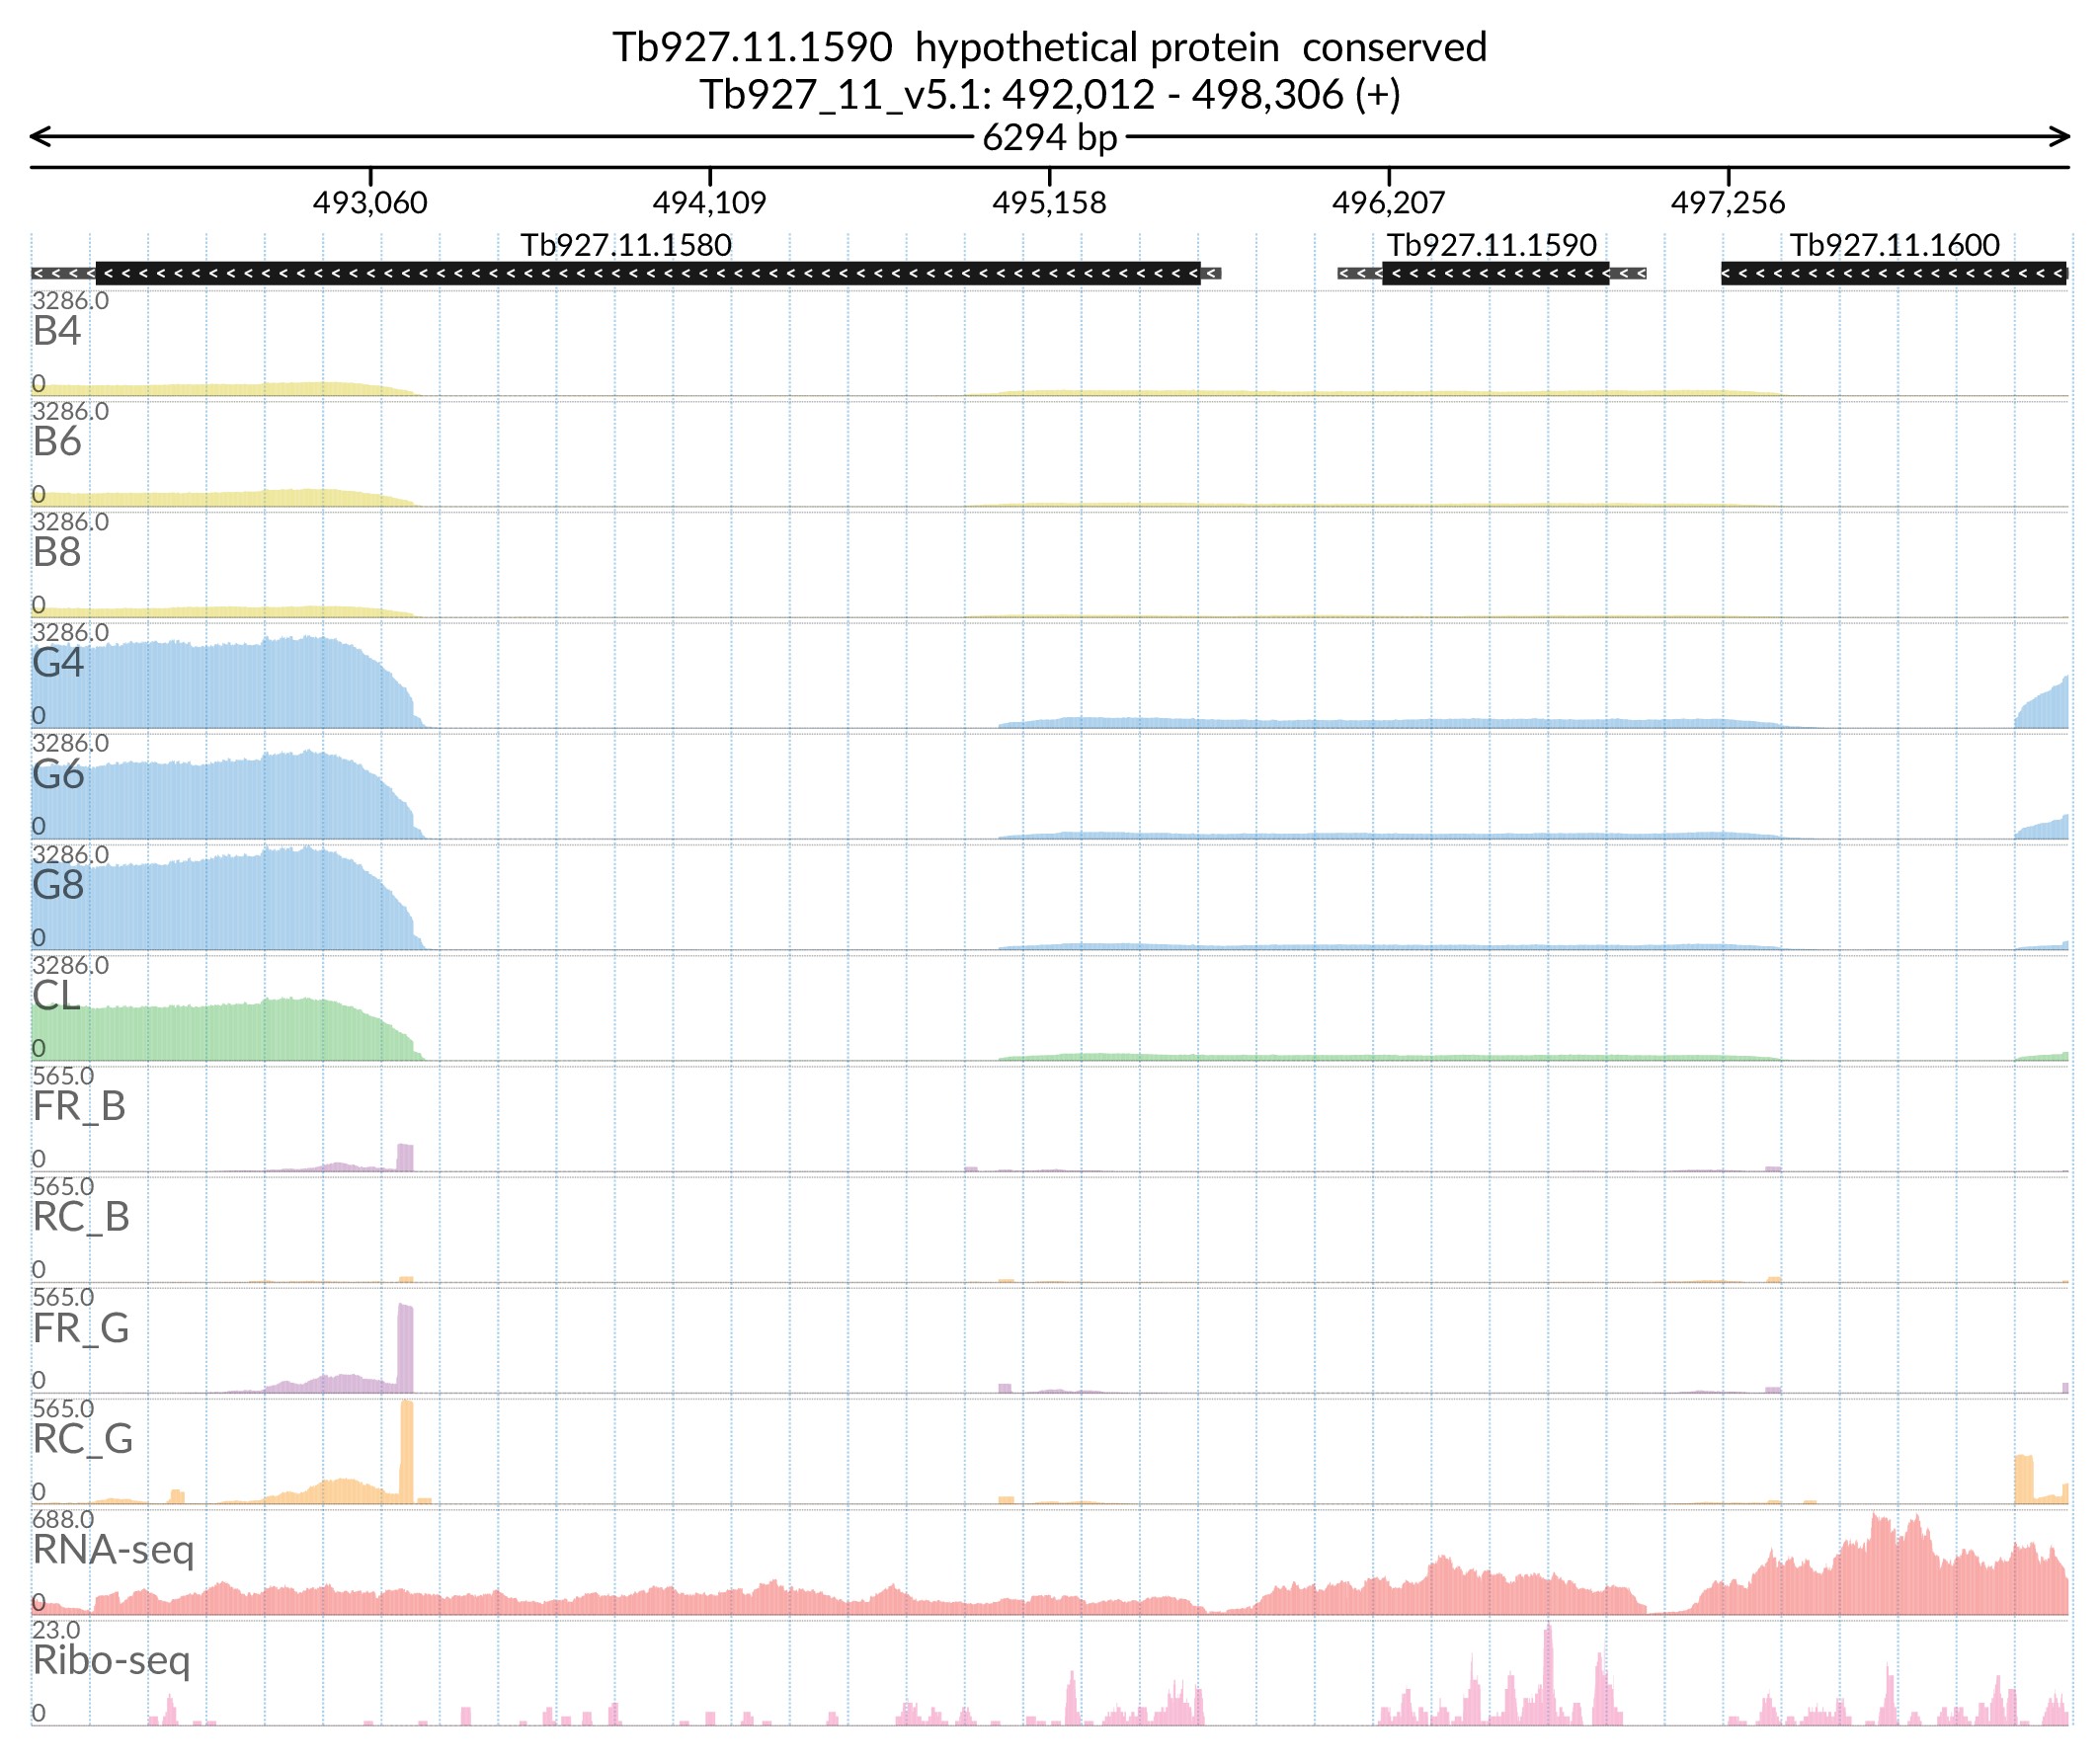 Tb927.11.1590 hypothetical protein conserved
Tb927_11_v5.1: 492,012 - 498,306 (+)
6294 bp
493,060 494,109 495,158 496,207 497,256
Tb927.11.1580 Tb927.11.1590 Tb927.11.1600
3286.0
B4
0
3286.0
B6
0
3286.0
B8
0
3286.0
G4
0
3286.0
G6
0
3286.0
G8
0
3286.0
CL
0
565.0
FR_B
0
565.0
RC_B
0
565.0
FR_G
0
565.0
RC_G
0
688.0
RNA-seq
0
23.0
Ribo-seq
0